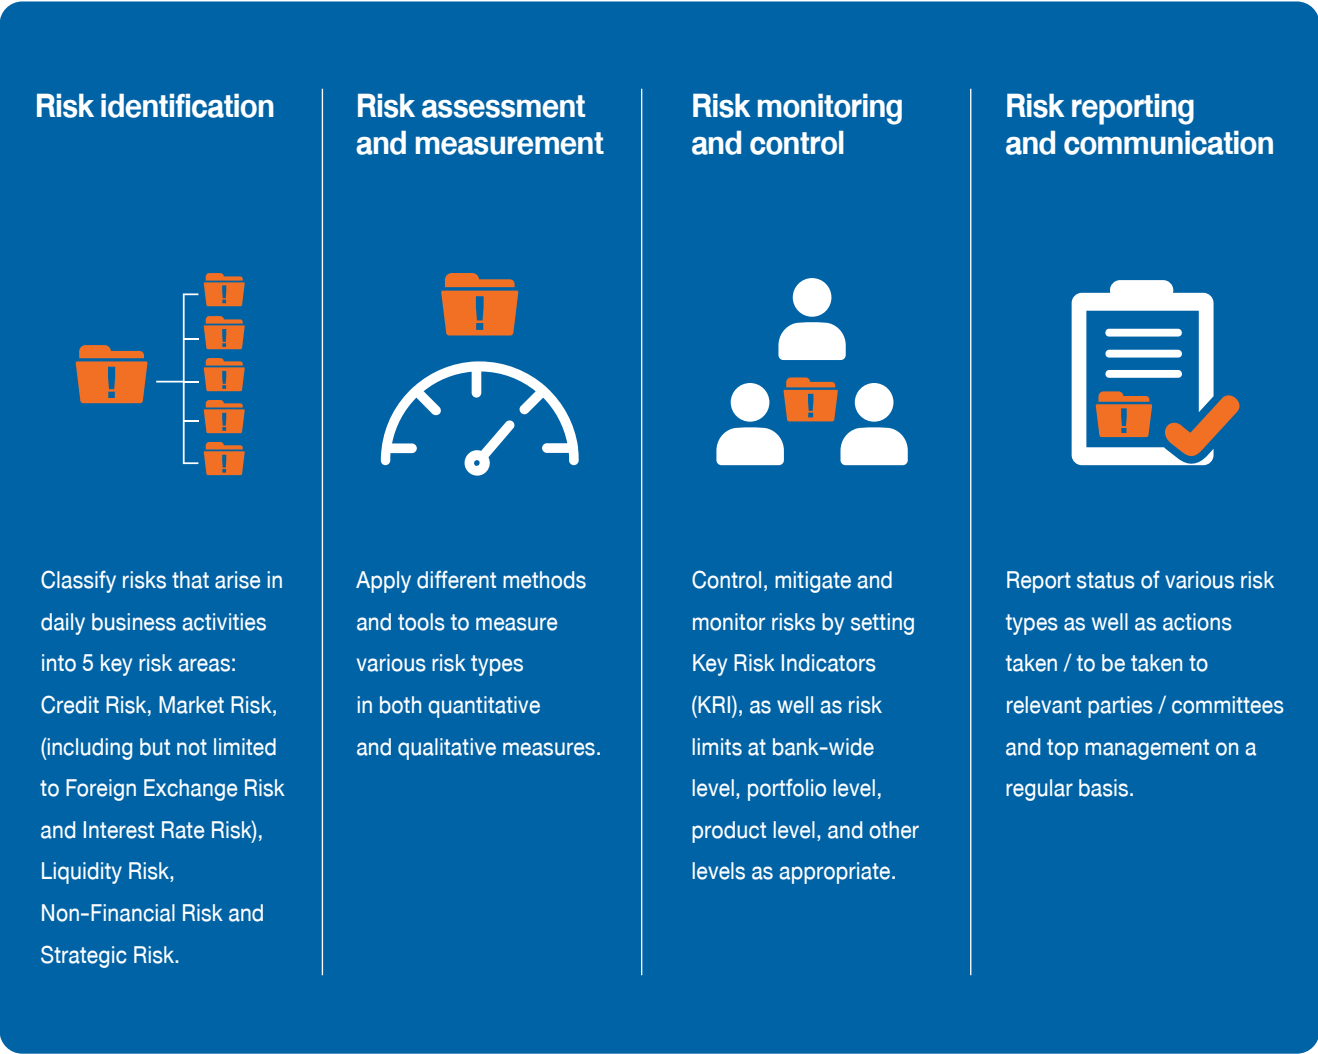 Risk identification
Classify risks that arise in
daily business activities
into 5 key risk areas:
Credit Risk, Market Risk,
(including but not limited
to Foreign Exchange Risk
and Interest Rate Risk),
Liquidity Risk,
Non-Financial Risk and
Strategic Risk.
Risk assessment
and measurement
Apply different methods
and tools to measure
various risk types
in both quantitative
and qualitative measures.
Risk monitoring
and control
Control, mitigate and
monitor risks by setting
Key Risk Indicators
(KRI), as well as risk
limits at bank-wide
level, portfolio level,
product level, and other
levels as appropriate.
Risk reporting
and communication
Report status of various risk
types as well as actions
taken / to be taken to
relevant parties / committees
and top management on a
regular basis.